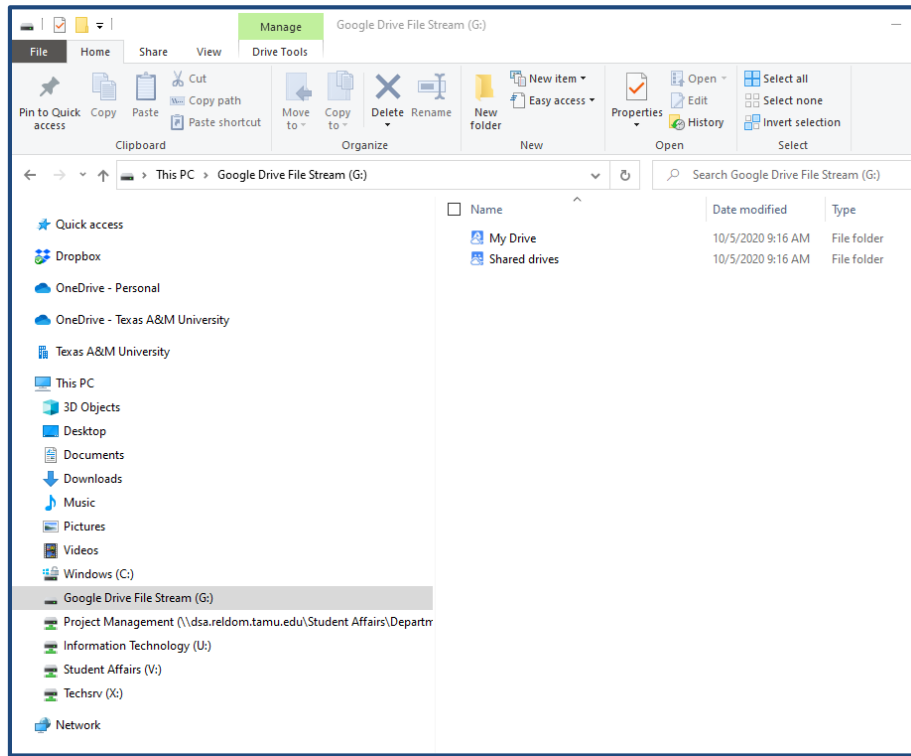 Manage
Google Drive File Stream (G:)
File
Home
Share
View
Drive Tools
Pin to Quick access
Copy
Paste
Cut
Copy path
Paste shortcut
Clipboard
Move to
Copy to
Delete
Rename
Organize
New folder
New item
Easy access
New
Properties
Open
Edit
History
Open
Select all
Select none
Invert selection
Select
This PC
Google Drive File Stream (G:)
Search Google Drive File Stream (G:)
Quick access
Dropbox
OneDrive - Personal
OneDrive - Texas A&M University
Texas A&M University
This PC
3D Objects
Desktop
Documents
Downloads
Music
Pictures
Videos
Windows (C:)
Google Drive File Stream (G:)
Project Management (\\dsa.reldom.tamu.edu\Student Affairs\Departm
Information Technology (U:)
Student Affairs (V:)
Techsrv (X:)
Network
Name
Date modified
Type
My Drive
10/5/2020 9:16 AM
File folder
Shared drives
10/5/2020 9:16 AM
File folder